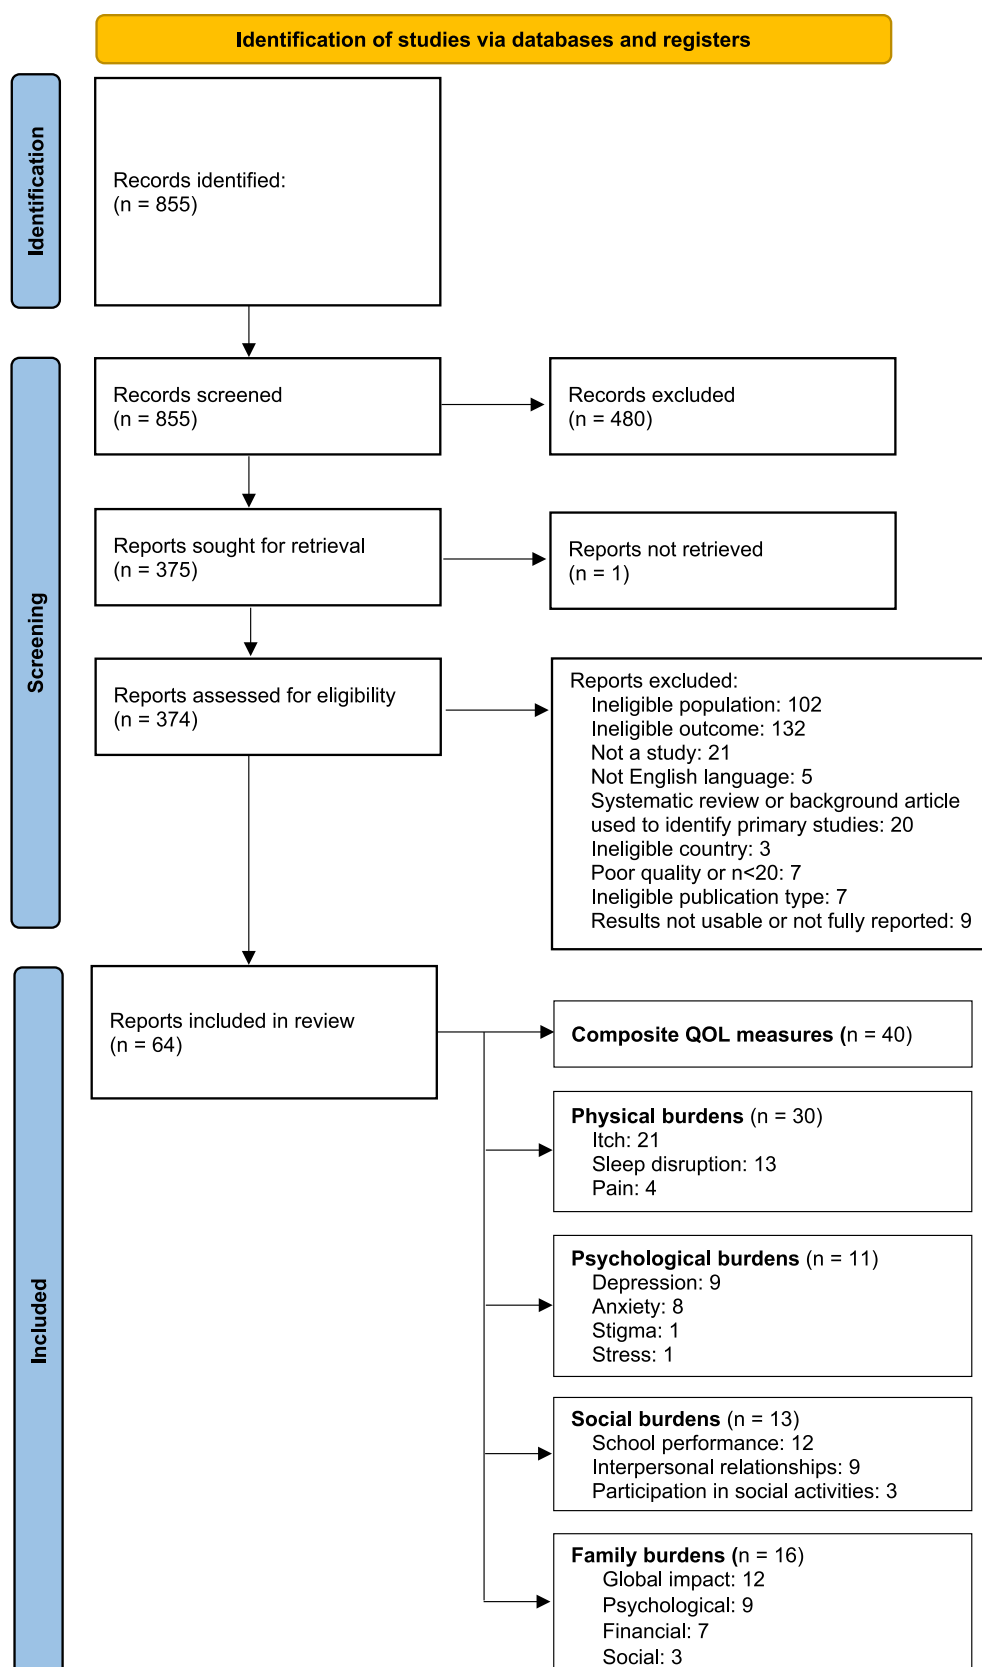 Identification of studies via databases and registers
Identification
Records identified:
(n = 855)
Screening
Records screened
(n = 855)
Records excluded
(n = 480)
Reports sought for retrieval
(n = 375)
Reports not retrieved
(n = 1)
Reports assessed for eligibility
(n = 374)
Reports excluded:
Ineligible population: 102
Ineligible outcome: 132
Not a study: 21
Not English language: 5
Systematic review or background article
used to identify primary studies: 20
Ineligible country: 3
Poor quality or n<20: 7
Ineligible publication type: 7
Results not usable or not fully reported: 9
Included
Reports included in review
(n = 64)
Composite QOL measures (n = 40)
Physical burdens (n = 30)
Itch: 21
Sleep disruption: 13
Pain: 4
Psychological burdens (n = 11)
Depression: 9
Anxiety: 8
Stigma: 1
Stress: 1
Social burdens (n = 13)
School performance: 12
Interpersonal relationships: 9
Participation in social activities: 3
Family burdens (n = 16)
Global impact: 12
Psychological: 9
Financial: 7
Social: 3